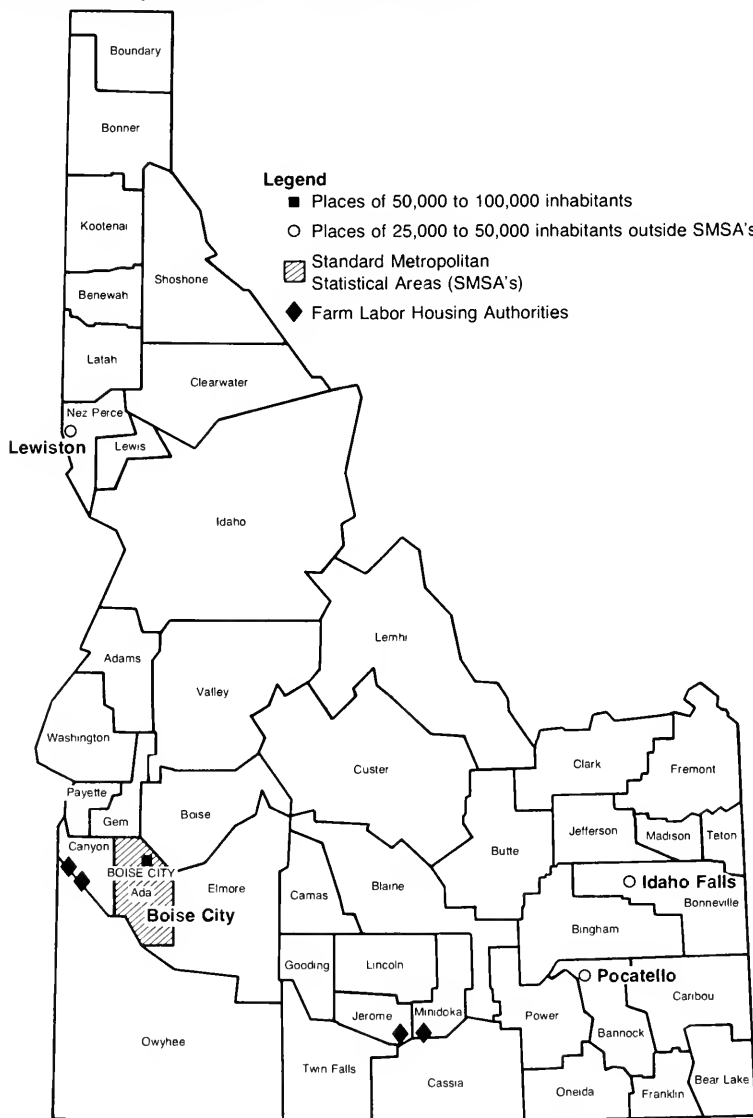 Boundary
Bonner
Legend
Places of 50,000 to 100,000 inhabitants
Places of 25,000 to 50,000 inhabitants outside SMSA's
Standard Metropolitan
Statistical Areas (SMSA's)
Farm Labor Housing Authorities
Kootenai
Shoshone
Benewah
Latah
Clearwater
Nez Perce
Lewiston
Lewis
Idaho
Lemhi
Adams
Valley
Washington
Custer
Clark
Fremont
Payette
Gem
Boise
Butte
Jefferson
Madison
Teton
Canyon
BOISE CITY
Ada
Elmore
Boise City
Camas
Blaine
Idaho Falls
Bonneville
Bingham
Gooding
Lincoln
Pocatello
Jerome
Minidoka
Power
Bannock
Caribou
Owyhee
Twin Falls
Cassia
Oneida
Franklin
Bear Lake